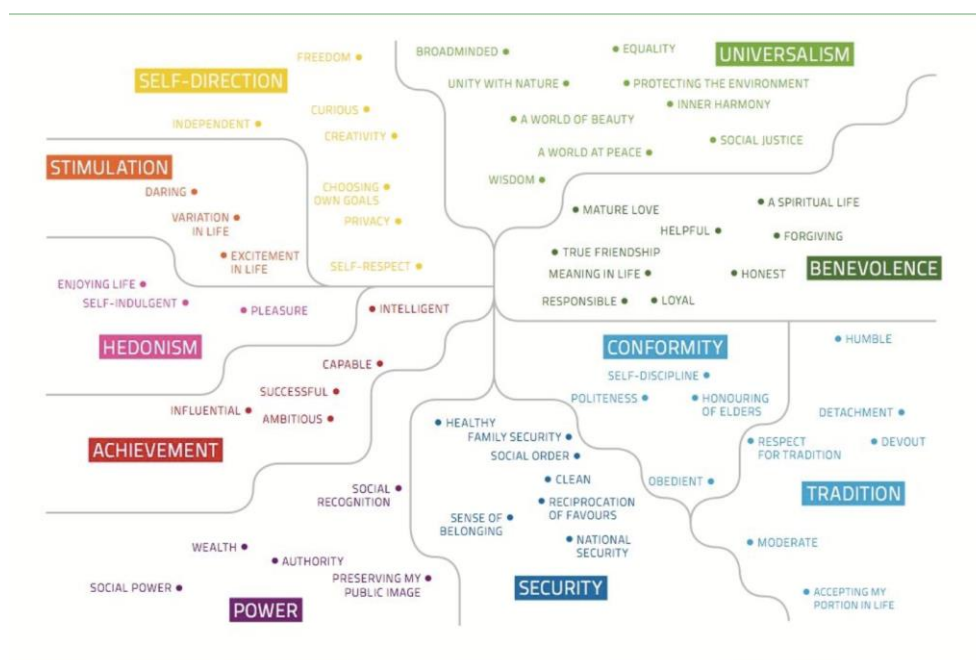 SELF-DIRECTION
FREEDOM
CURIOUS
INDEPENDENT
CREATIVITY
CHOOSING
OWN GOALS
PRIVACY
SELF-RESPECT
UNIVERSALISM
BROADMINDED
EQUALITY
UNITY WITH NATURE
PROTECTING THE ENVIRONMENT
INNER HARMONY
A WORLD OF BEAUTY
SOCIAL JUSTICE
A WORLD AT PEACE
WISDOM
STIMULATION
DARING
VARIATION
IN LIFE
EXCITEMENT
IN LIFE
MATURE LOVE
A SPIRITUAL LIFE
HELPFUL
FORGIVING
TRUE FRIENDSHIP
MEANING IN LIFE
HONEST
BENEVOLENCE
RESPONSIBLE
LOYAL
ENJOYING LIFE
SELF-INDULGENT
PLEASURE
HEDONISM
INTELLIGENT
CAPABLE
SUCCESSFUL
INFLUENTIAL
AMBITIOUS
ACHIEVEMENT
CONFORMITY
SELF-DISCIPLINE
POLITENESS
HONOURING
OF ELDERS
OBEDIENT
HUMBLE
DETACHMENT
RESPECT
FOR TRADITION
DEVOUT
TRADITION
MODERATE
ACCEPTING MY
PORTION IN LIFE
HEALTHY
FAMILY SECURITY
SOCIAL ORDER
CLEAN
RECIPROCATION
OF FAVOURS
SENSE OF
BELONGING
NATIONAL
SECURITY
SECURITY
SOCIAL
RECOGNITION
WEALTH
AUTHORITY
SOCIAL POWER
PRESERVING MY
PUBLIC IMAGE
POWER